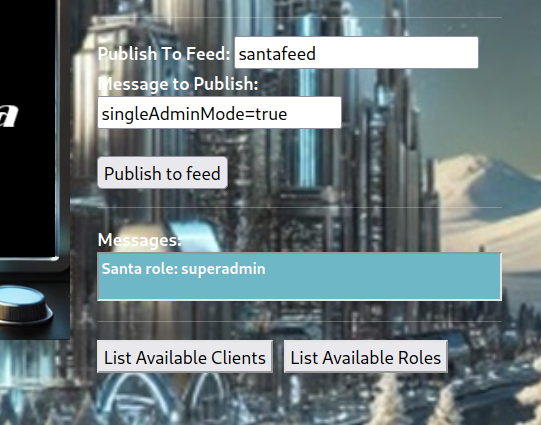 a
Publish To Feed: santafeed
Message to Publish:
singleAdminMode=true
Publish to feed
Messages:
Santa role: superadmin
List Available Clients List Available Roles